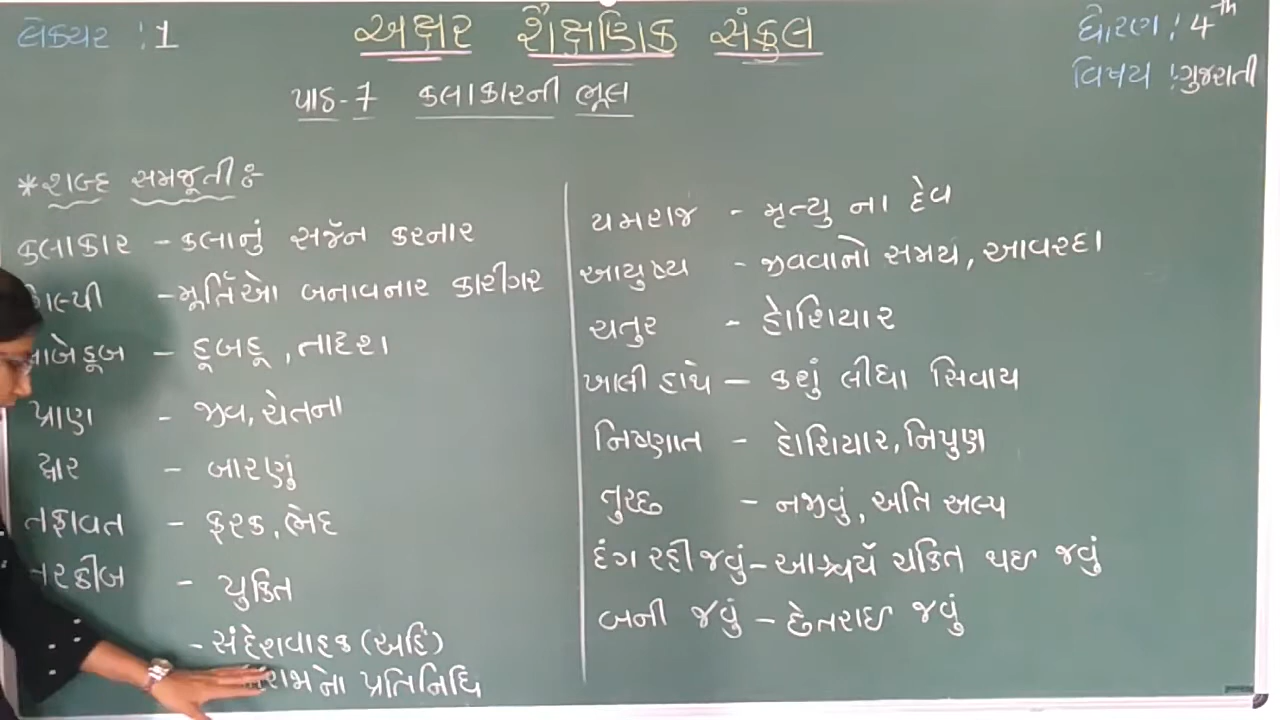 લેક્ચર : 1
અક્ષર શૈક્ષણિક સંકુલ
ધોરણ : 4th
વિષય : ગુજરાતી
પાઠ-7 કલાકારની ભૂલ
*શબ્દ સમજૂતી :-
કલાકાર - કલાનું સર્જન કરનાર
- મૂર્તિઓ બનાવનાર કારીગર
- હૂબહૂ, તાદશ
પ્રાણ - જીવ, ચેતના
દ્વાર - બારણું
તફાવત - ફરક, ભેદ
- યુક્તિ
- સંદેશવાહક (અહિં)
પ્રતિનિધિ
યમરાજ - મૃત્યુ ના દેવ
આયુષ્ય - જીવવાનો સમય, આવરદા
ચતુર - હોશિયાર
ખાલી હાથે - કશું લીધા સિવાય
નિષ્ણાત - હોશિયાર, નિપુણ
તુચ્છ - નજીવું, અતિ અલ્પ
દંગ રહી જવું - આશ્ચર્ય ચકિત થઇ જવું
બની જવું - છેતરાઇ જવું